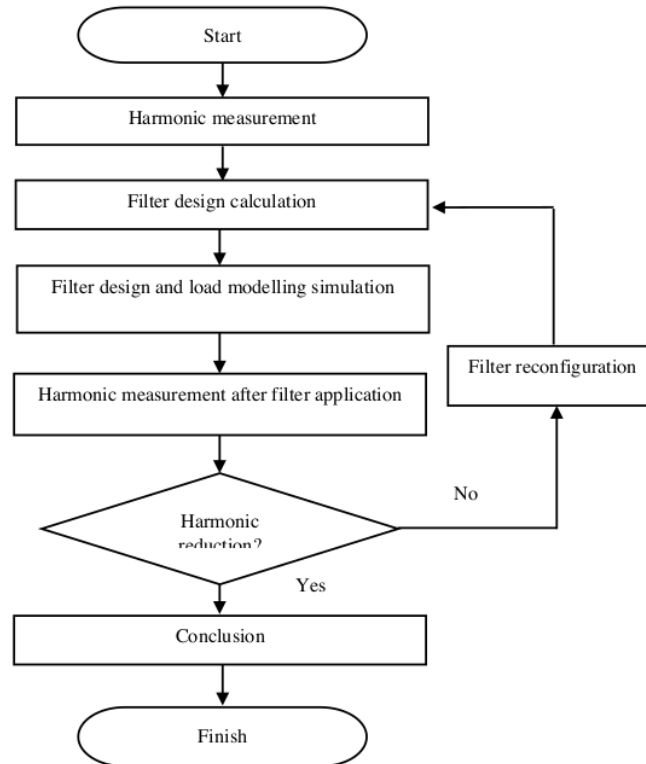 Start
Harmonic measurement
Filter design calculation
Filter design and load modelling simulation
Filter reconfiguration
Harmonic measurement after filter application
No
Harmonic
reduction?
Yes
Conclusion
Finish